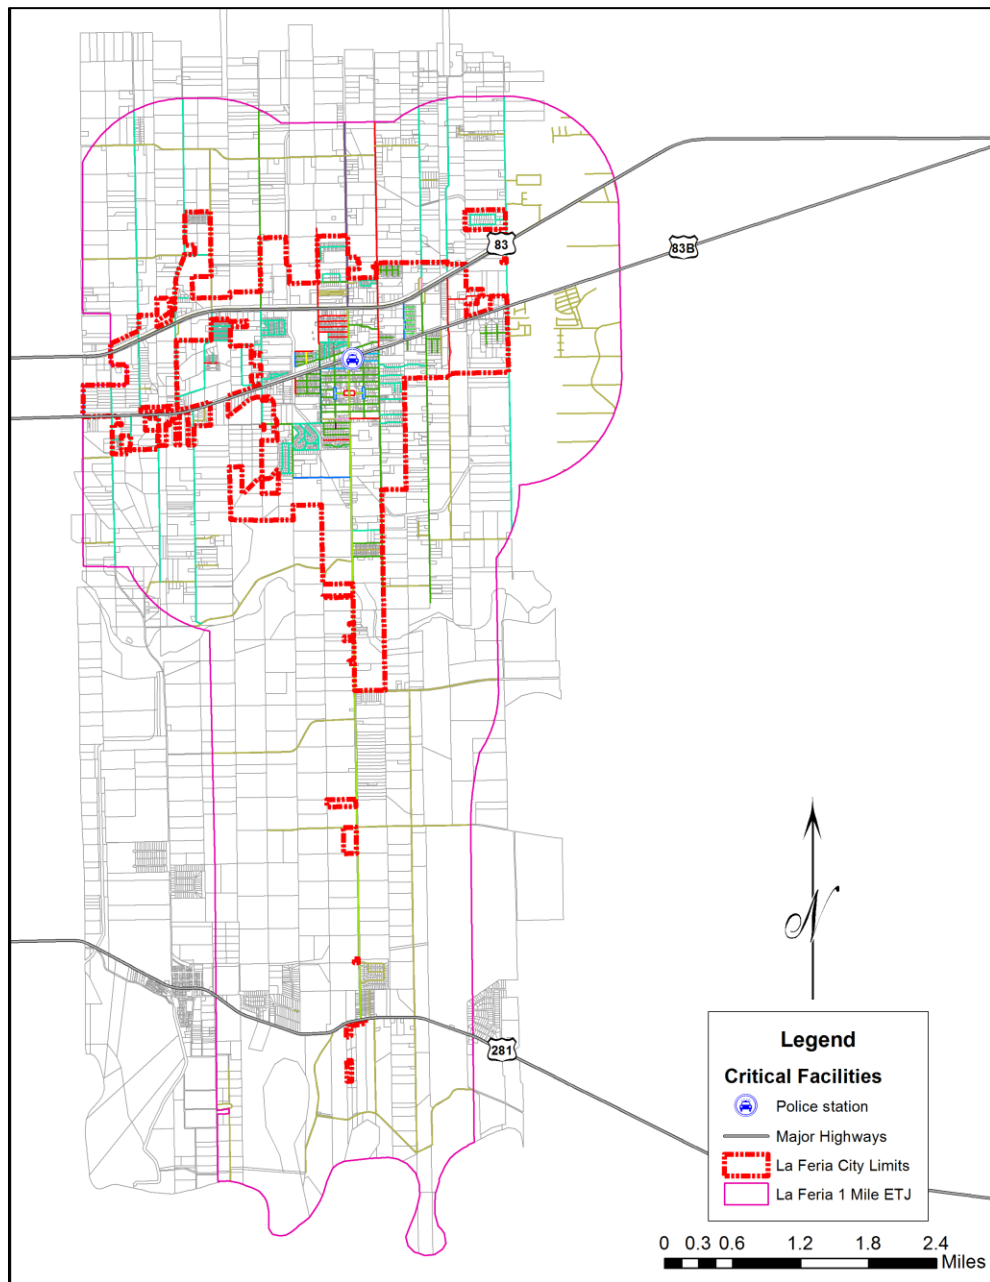 83
83B
281
N
Legend
Critical Facilities
Police station
Major Highways
La Feria City Limits
La Feria 1 Mile ETJ
0 0.3 0.6 1.2 1.8 2.4
Miles